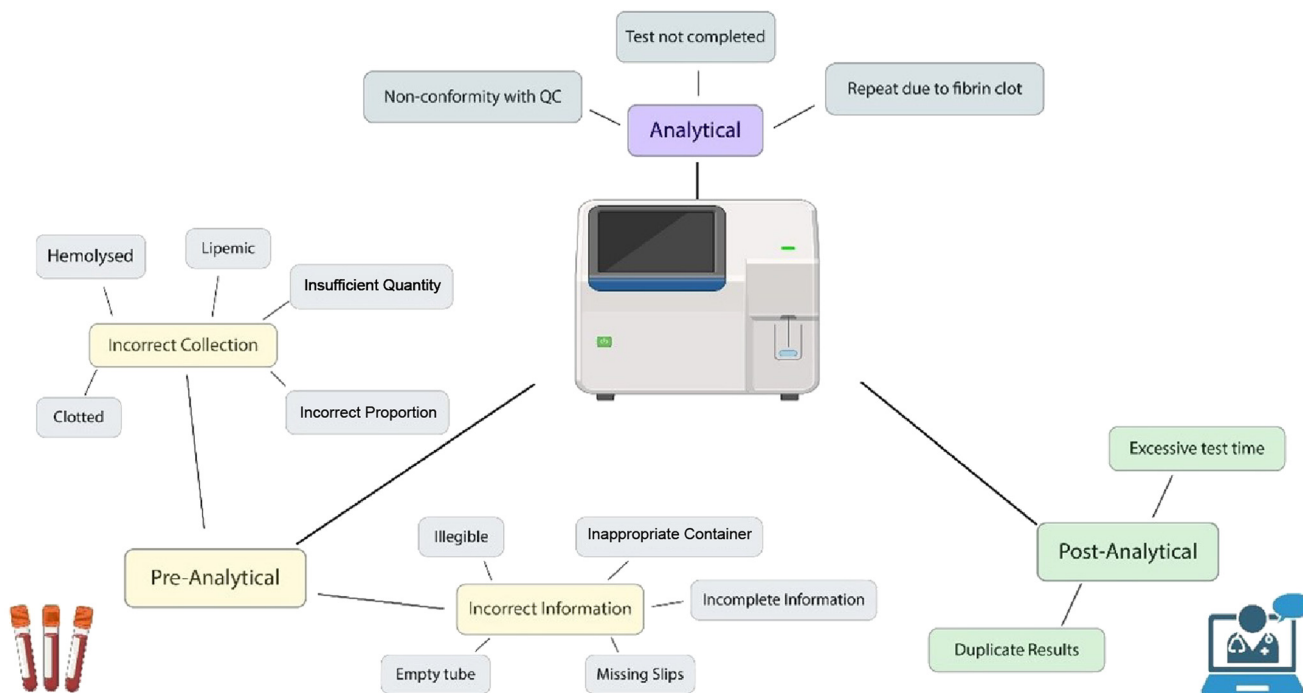 Test not completed
Non-conformity with QC
Repeat due to fibrin clot
Analytical
Hemolysed
Lipemic
Insufficient Quantity
Incorrect Collection
Clotted
Incorrect Proportion
Excessive test time
Illegible
Inappropriate Container
Pre-Analytical
Post-Analytical
Incorrect Information
Incomplete Information
Empty tube
Missing Slips
Duplicate Results